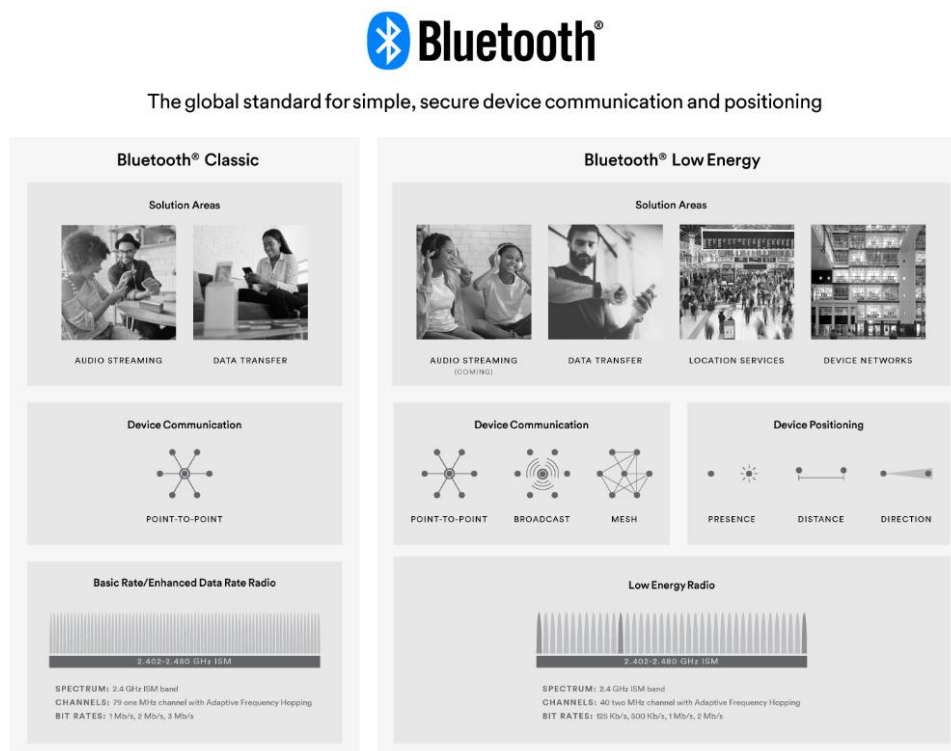 Bluetooth®
The global standard for simple, secure device communication and positioning
Bluetooth® Classic
Solution Areas
AUDIO STREAMING
DATA TRANSFER
Device Communication
POINT-TO-POINT
Basic Rate/Enhanced Data Rate Radio
2.402-2.480 GHz ISM
SPECTRUM: 2.4 GHz ISM band
CHANNELS: 79 one MHz channel with Adaptive Frequency Hopping
BIT RATES: 1 Mb/s, 2 Mb/s, 3 Mb/s
Bluetooth® Low Energy
Solution Areas
AUDIO STREAMING
(COMING)
DATA TRANSFER
LOCATION SERVICES
DEVICE NETWORKS
Device Communication
POINT-TO-POINT
BROADCAST
MESH
Device Positioning
PRESENCE
DISTANCE
DIRECTION
Low Energy Radio
2.402-2.480 GHz ISM
SPECTRUM: 2.4 GHz ISM band
CHANNELS: 40 two MHz channel with Adaptive Frequency Hopping
BIT RATES: 125 Kb/s, 500 Kb/s, 1 Mb/s, 2 Mb/s